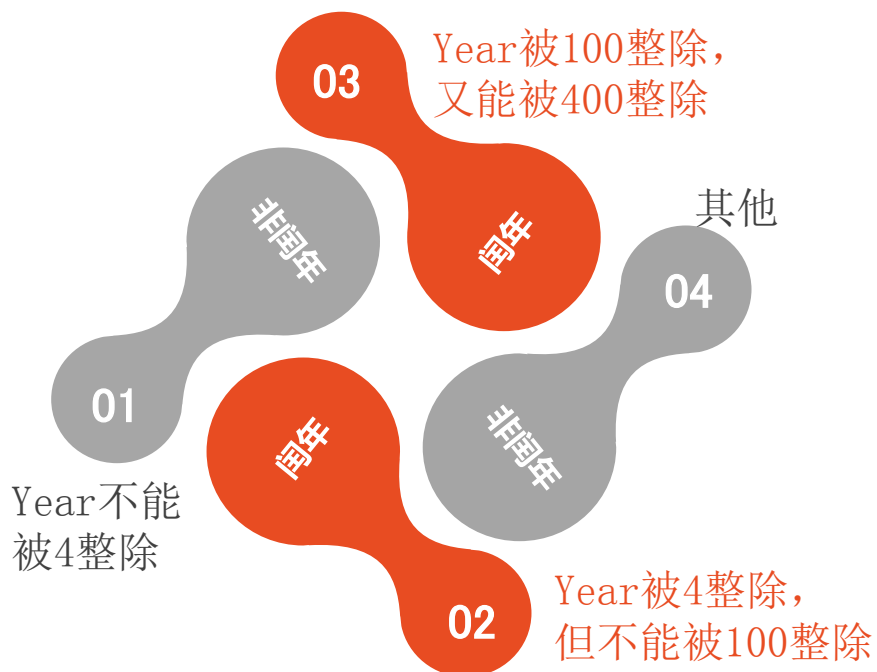 03
Year被100整除，
又能被400整除
非闰年
闰年
其他
04
01
闰年
非闰年
Year不能
被4整除
02
Year被4整除，
但不能被100整除